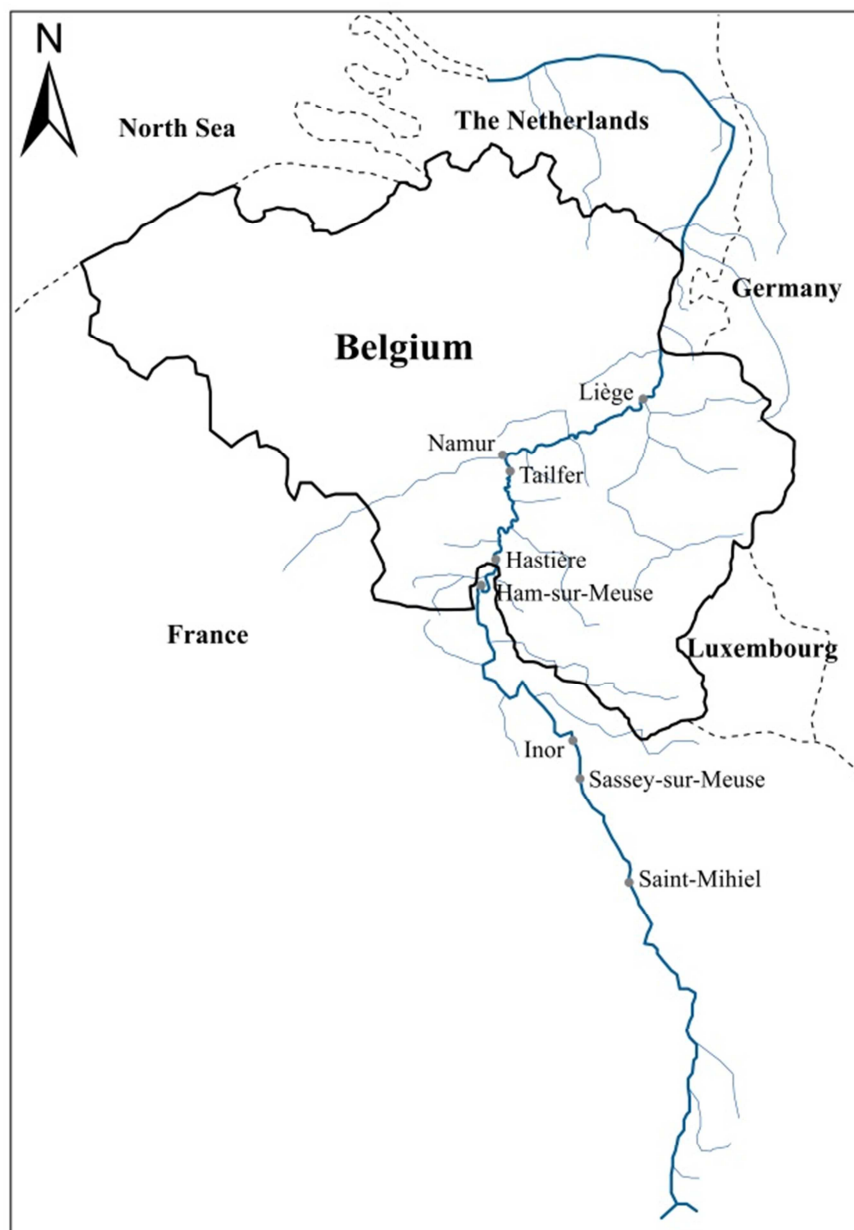 N
North Sea
The Netherlands
Germany
Belgium
Liège
Namur
Tailfer
Hastière
Ham-sur-Meuse
France
Luxembourg
Inor
Sassey-sur-Meuse
Saint-Mihiel